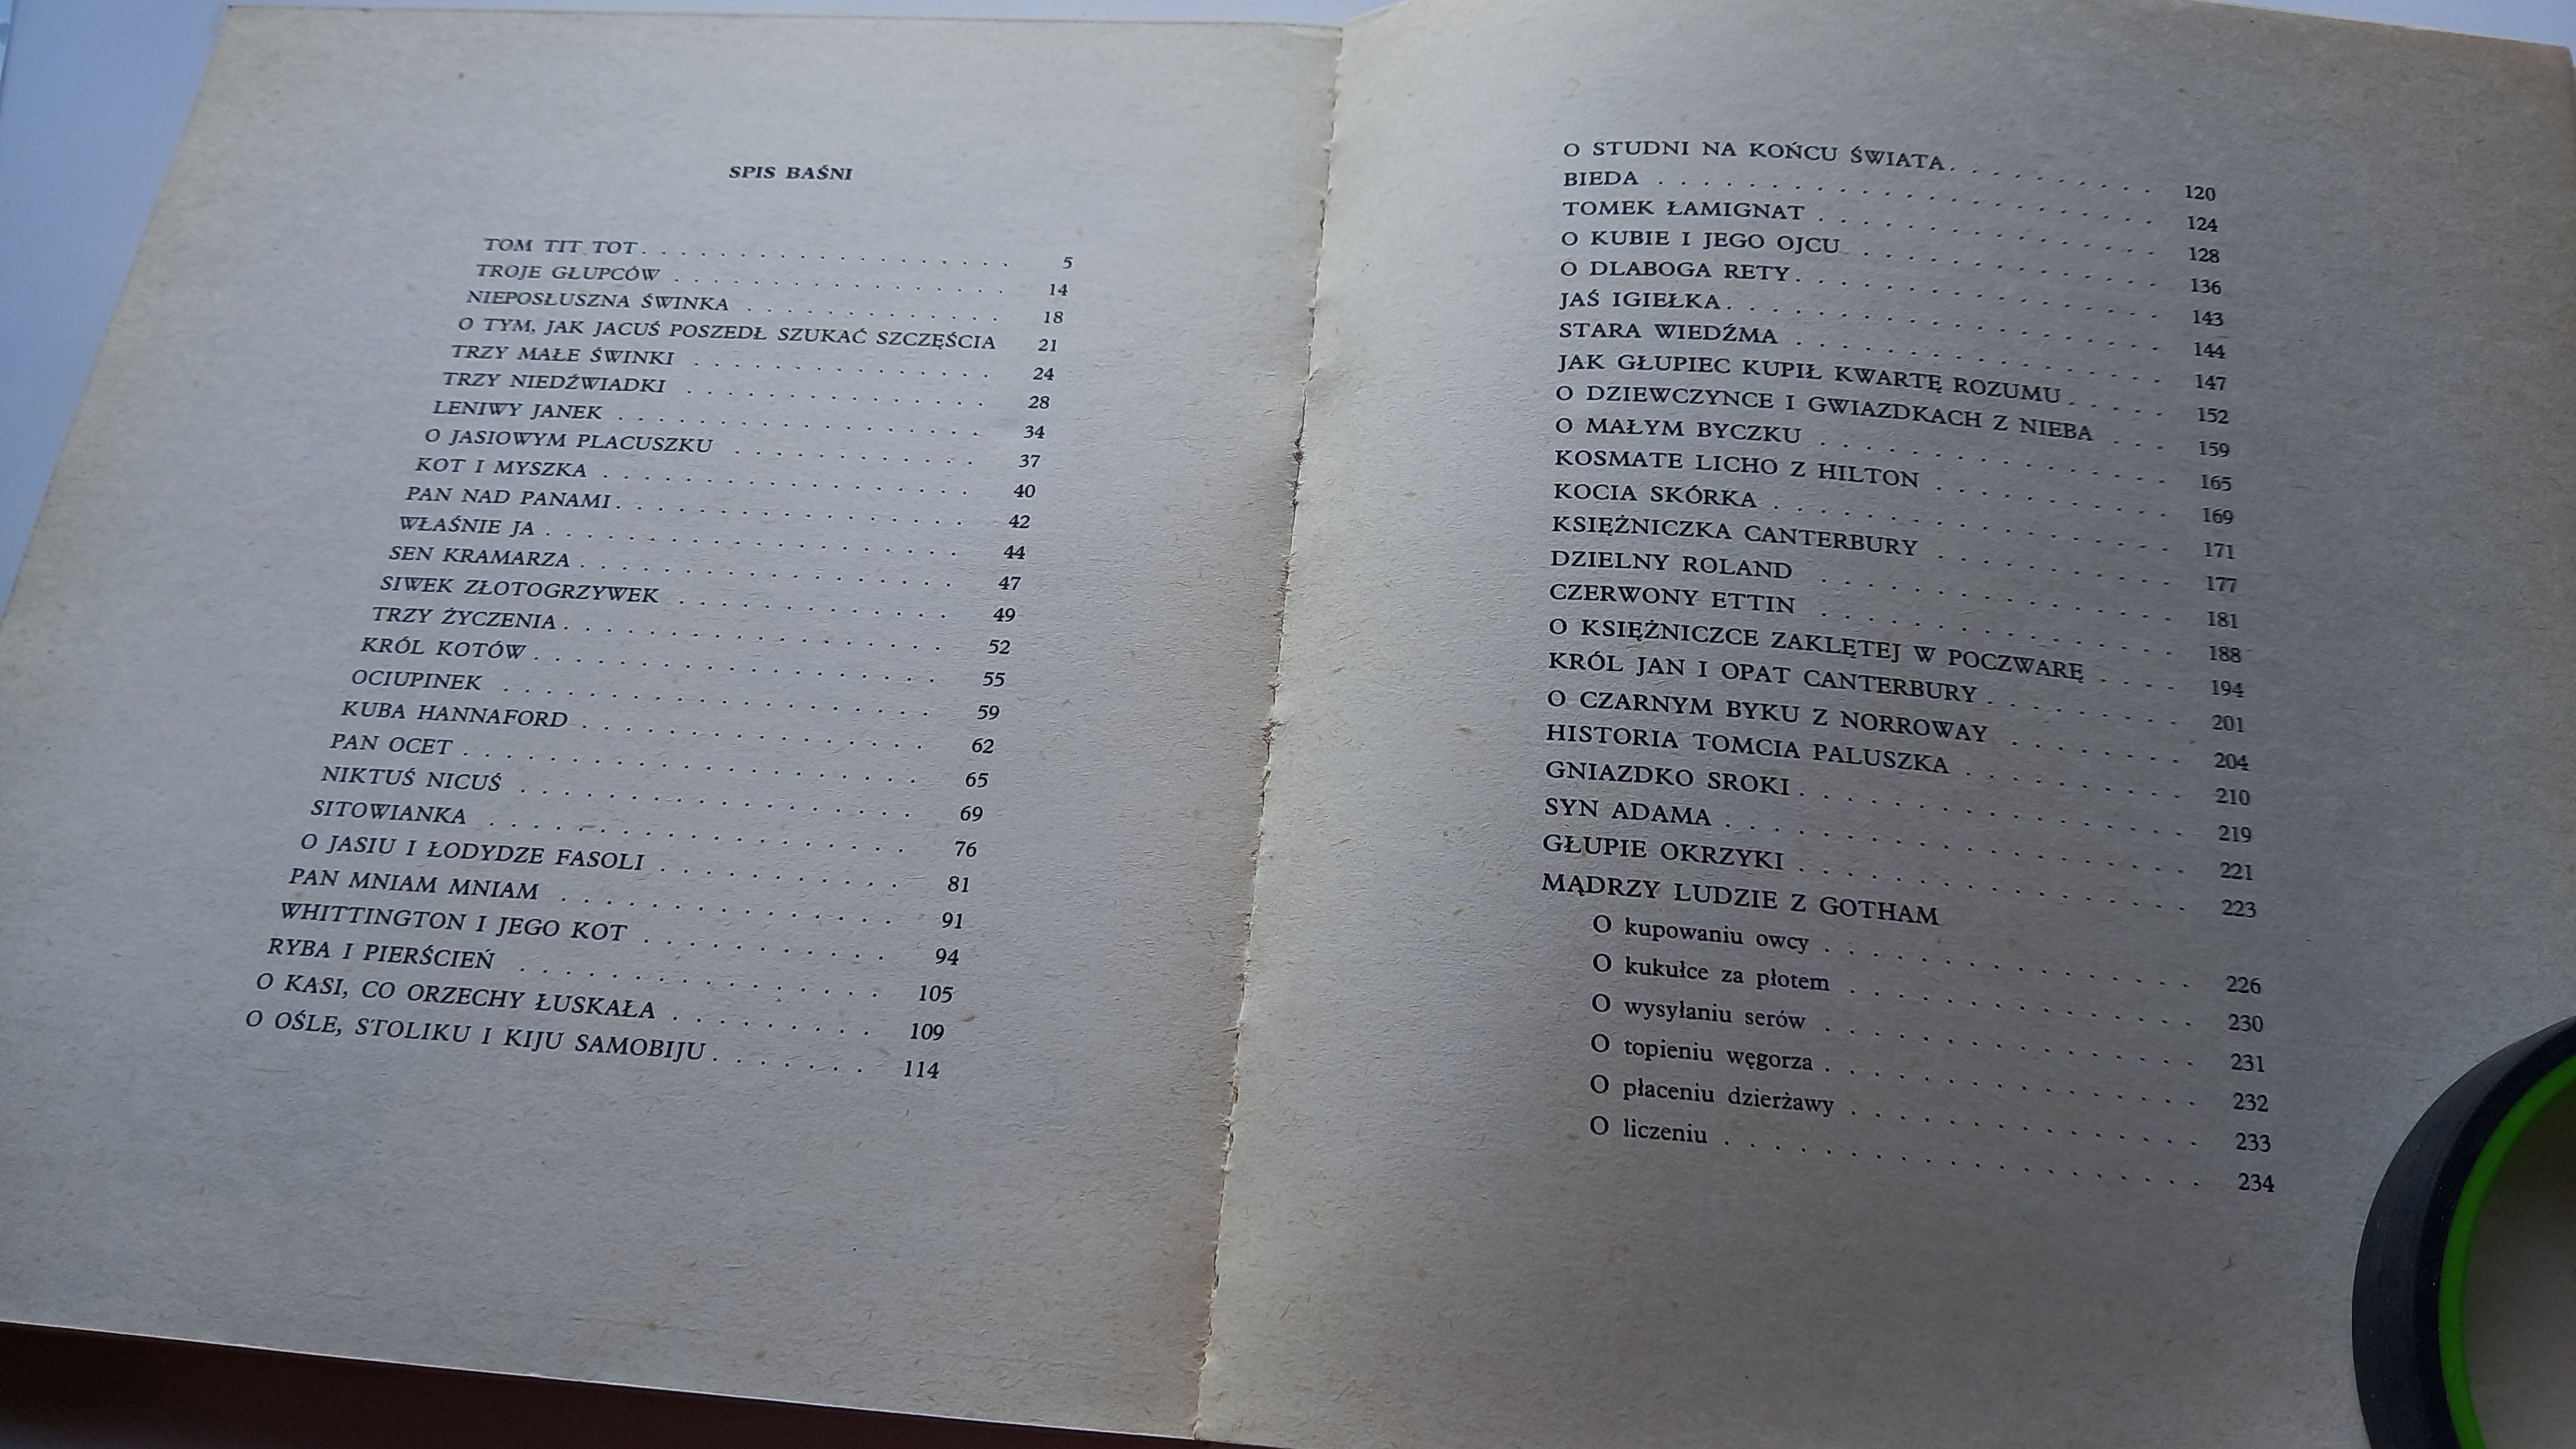 SPIS BAŚNI
TOM TIT TOT . . . . . . . . . . . . . . . . . . 5
TROJE GŁUPCÓW . . . . . . . . . . . . . . . . 14
NIEPOSŁUSZNA ŚWINKA . . . . . . . . . . . . . 18
O TYM, JAK JACUŚ POSZEDŁ SZUKAĆ SZCZĘŚCIA 21
TRZY MAŁE ŚWINKI . . . . . . . . . . . . . . 24
TRZY NIEDŹWIADKI . . . . . . . . . . . . . . 28
LENIWY JANEK . . . . . . . . . . . . . . . . 34
O JASIOWYM PLACUSZKU . . . . . . . . . . . . 37
KOT I MYSZKA . . . . . . . . . . . . . . . . 40
PAN NAD PANAMI . . . . . . . . . . . . . . . 42
WŁAŚNIE JA . . . . . . . . . . . . . . . . . 44
SEN KRAMARZA . . . . . . . . . . . . . . . . 47
SIWEK ZŁOTOGRZYWEK . . . . . . . . . . . . . 49
TRZY ŻYCZENIA . . . . . . . . . . . . . . . . 52
KRÓL KOTÓW . . . . . . . . . . . . . . . . . 55
OCIUPINEK . . . . . . . . . . . . . . . . . . 59
KUBA HANNAFORD . . . . . . . . . . . . . . . 62
PAN OCET . . . . . . . . . . . . . . . . . . 65
NIKTUŚ NICUŚ . . . . . . . . . . . . . . . . 69
SITOWIANKA . . . . . . . . . . . . . . . . . 76
O JASIU I ŁODYDZE FASOLI . . . . . . . . . . 81
PAN MNIAM MNIAM . . . . . . . . . . . . . . . 91
WHITTINGTON I JEGO KOT . . . . . . . . . . . 94
RYBA I PIERŚCIEŃ . . . . . . . . . . . . . . 105
O KASI, CO ORZECHY ŁUSKAŁA . . . . . . . . . 109
O OŚLE, STOLIKU I KIJU SAMOBIJU . . . . . . . 114
O STUDNI NA KOŃCU ŚWIATA . . . . . . . . . . 120
BIEDA . . . . . . . . . . . . . . . . . . . . 124
TOMEK ŁAMIGNAT . . . . . . . . . . . . . . . 128
O KUBIE I JEGO OJCU . . . . . . . . . . . . . 136
O DLABOGA RETY . . . . . . . . . . . . . . . 143
JAŚ IGIEŁKA . . . . . . . . . . . . . . . . . 144
STARA WIEDŹMA . . . . . . . . . . . . . . . . 147
JAK GŁUPIEC KUPIŁ KWARTĘ ROZUMU . . . . . 152
O DZIEWCZYNCE I GWIAZDKACH Z NIEBA . . . 159
O MAŁYM BYCZKU . . . . . . . . . . . . . . . 165
KOSMATE LICHO Z HILTON . . . . . . . . . . . 169
KOCIA SKÓRKA . . . . . . . . . . . . . . . . 171
KSIĘŻNICZKA CANTERBURY . . . . . . . . . . . 177
DZIELNY ROLAND . . . . . . . . . . . . . . . 181
CZERWONY ETTIN . . . . . . . . . . . . . . . 188
O KSIĘŻNICZCE ZAKLĘTEJ W POCZWARĘ . . . . 194
KRÓL JAN I OPAT CANTERBURY . . . . . . . . . 201
O CZARNYM BYKU Z NORROWAY . . . . . . . . 204
HISTORIA TOMCIA PALUSZKA . . . . . . . . . . 210
GNIAZDKO SROKI . . . . . . . . . . . . . . . 219
SYN ADAMA . . . . . . . . . . . . . . . . . . 221
GŁUPIE OKRZYKI . . . . . . . . . . . . . . . 223
MĄDRZY LUDZIE Z GOTHAM
O kupowaniu owcy . . . . . . . . . . . . . . . 226
O kukułce za płotem . . . . . . . . . . . . . . 230
O wysyłaniu serów . . . . . . . . . . . . . . . 231
O topieniu węgorza . . . . . . . . . . . . . . . 232
O płaceniu dzierżawy . . . . . . . . . . . . . . 233
O liczeniu . . . . . . . . . . . . . . . . . . . 234